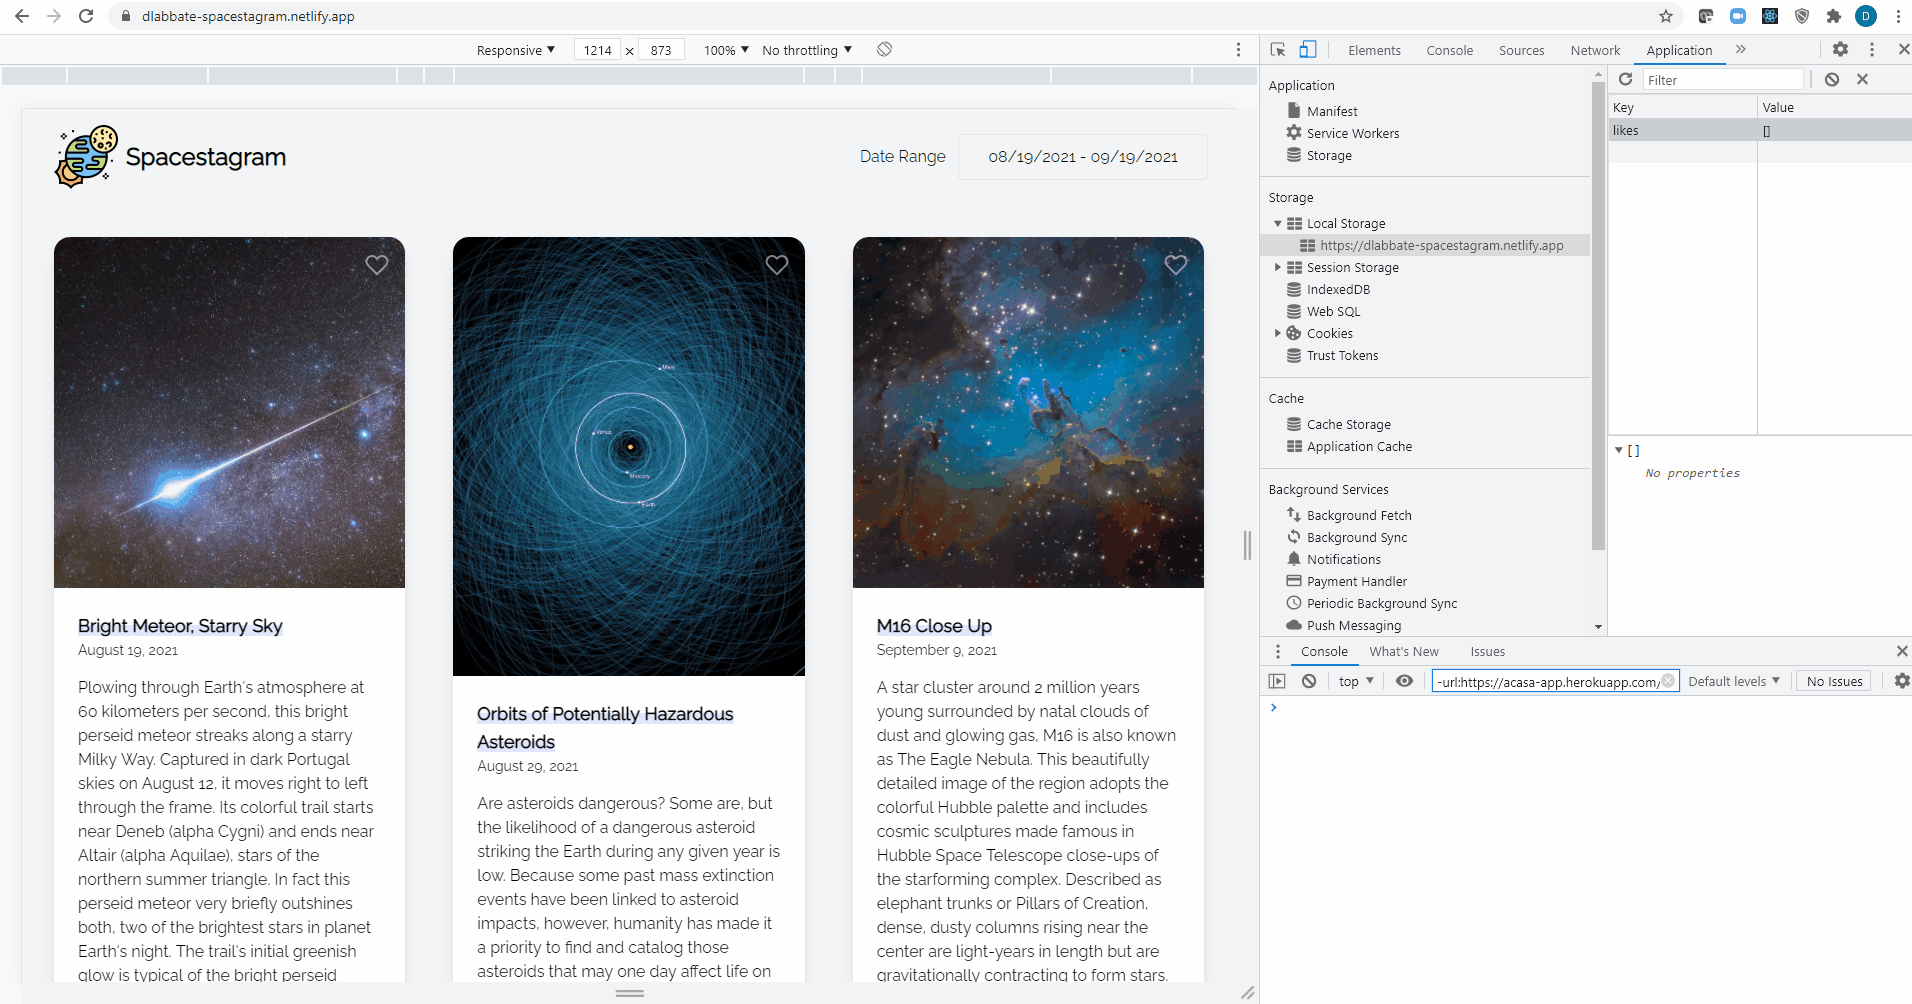 dlabbate-spacestagram.netlify.app
D
Responsive
1214 x 873
100%
No throttling
Elements
Console
Sources
Network
Application
Spacestagram
Date Range
08/19/2021 - 09/19/2021
Mars
Venus
Mercury
Earth
Bright Meteor, Starry Sky
August 19, 2021
Plowing through Earth's atmosphere at
60 kilometers per second, this bright
perseid meteor streaks along a starry
Milky Way. Captured in dark Portugal
skies on August 12, it moves right to left
through the frame. Its colorful trail starts
near Deneb (alpha Cygni) and ends near
Altair (alpha Aquilae), stars of the
northern summer triangle. In fact this
perseid meteor very briefly outshines
both, two of the brightest stars in planet
Earth's night. The trail's initial greenish
glow is typical of the bright perseid
Orbits of Potentially Hazardous
Asteroids
August 29, 2021
Are asteroids dangerous? Some are, but
the likelihood of a dangerous asteroid
striking the Earth during any given year is
low. Because some past mass extinction
events have been linked to asteroid
impacts, however, humanity has made it
a priority to find and catalog those
asteroids that may one day affect life on
M16 Close Up
September 9, 2021
A star cluster around 2 million years
young surrounded by natal clouds of
dust and glowing gas, M16 is also known
as The Eagle Nebula. This beautifully
detailed image of the region adopts the
colorful Hubble palette and includes
cosmic sculptures made famous in
Hubble Space Telescope close-ups of
the starforming complex. Described as
elephant trunks or Pillars of Creation,
dense, dusty columns rising near the
center are light-years in length but are
gravitationally contracting to form stars.
Application
Manifest
Service Workers
Storage
Storage
Local Storage
https://dlabbate-spacestagram.netlify.app
Session Storage
IndexedDB
Web SQL
Cookies
Trust Tokens
Cache
Cache Storage
Application Cache
Background Services
Background Fetch
Background Sync
Notifications
Payment Handler
Periodic Background Sync
Push Messaging
Filter
Key
Value
likes
[]
[]
No properties
Console
What's New
Issues
top
-url:https://acasa-app.herokuapp.com/
Default levels
No Issues